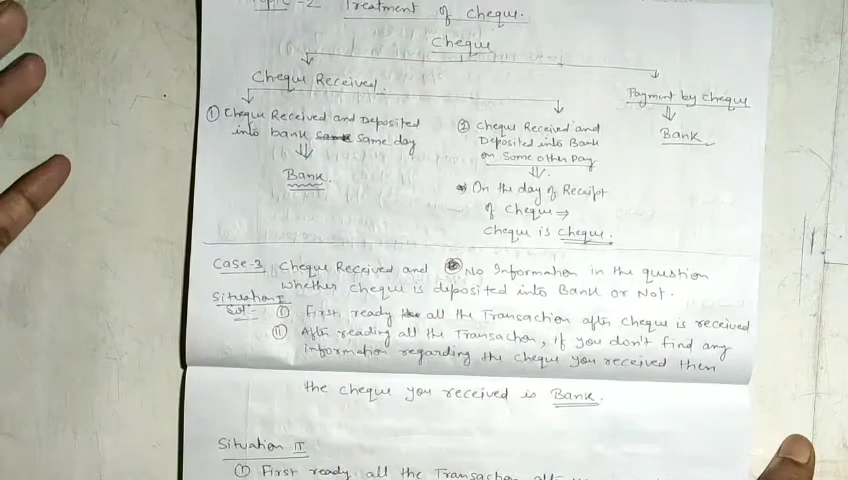 Topic-2 Treatment of Cheque.
Cheque
Cheque Received.
Payment by Cheque
Bank
① Cheque Received and Deposited
into bank same day
Bank.
② Cheque Received and
Deposited into Bank
on Some other Day
On the day of Receipt
of Cheque ⇒
Cheque is Cheque.
Case-3 Cheque Received and No Information in the question
whether cheque is deposited into Bank or Not.
Situation I
Sol:- Ⓘ First ready all the Transaction after cheque is received
Ⓘⓘ After reading all the Transaction, if you don't find any
information regarding the cheque you received then
the cheque you received is Bank.
Situation II
① First ready all the Transaction